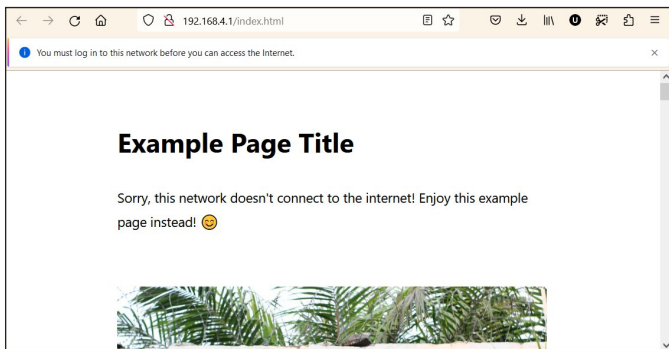 192.168.4.1/index.html
You must log in to this network before you can access the Internet.
Example Page Title
Sorry, this network doesn't connect to the internet! Enjoy this example
page instead! 😊